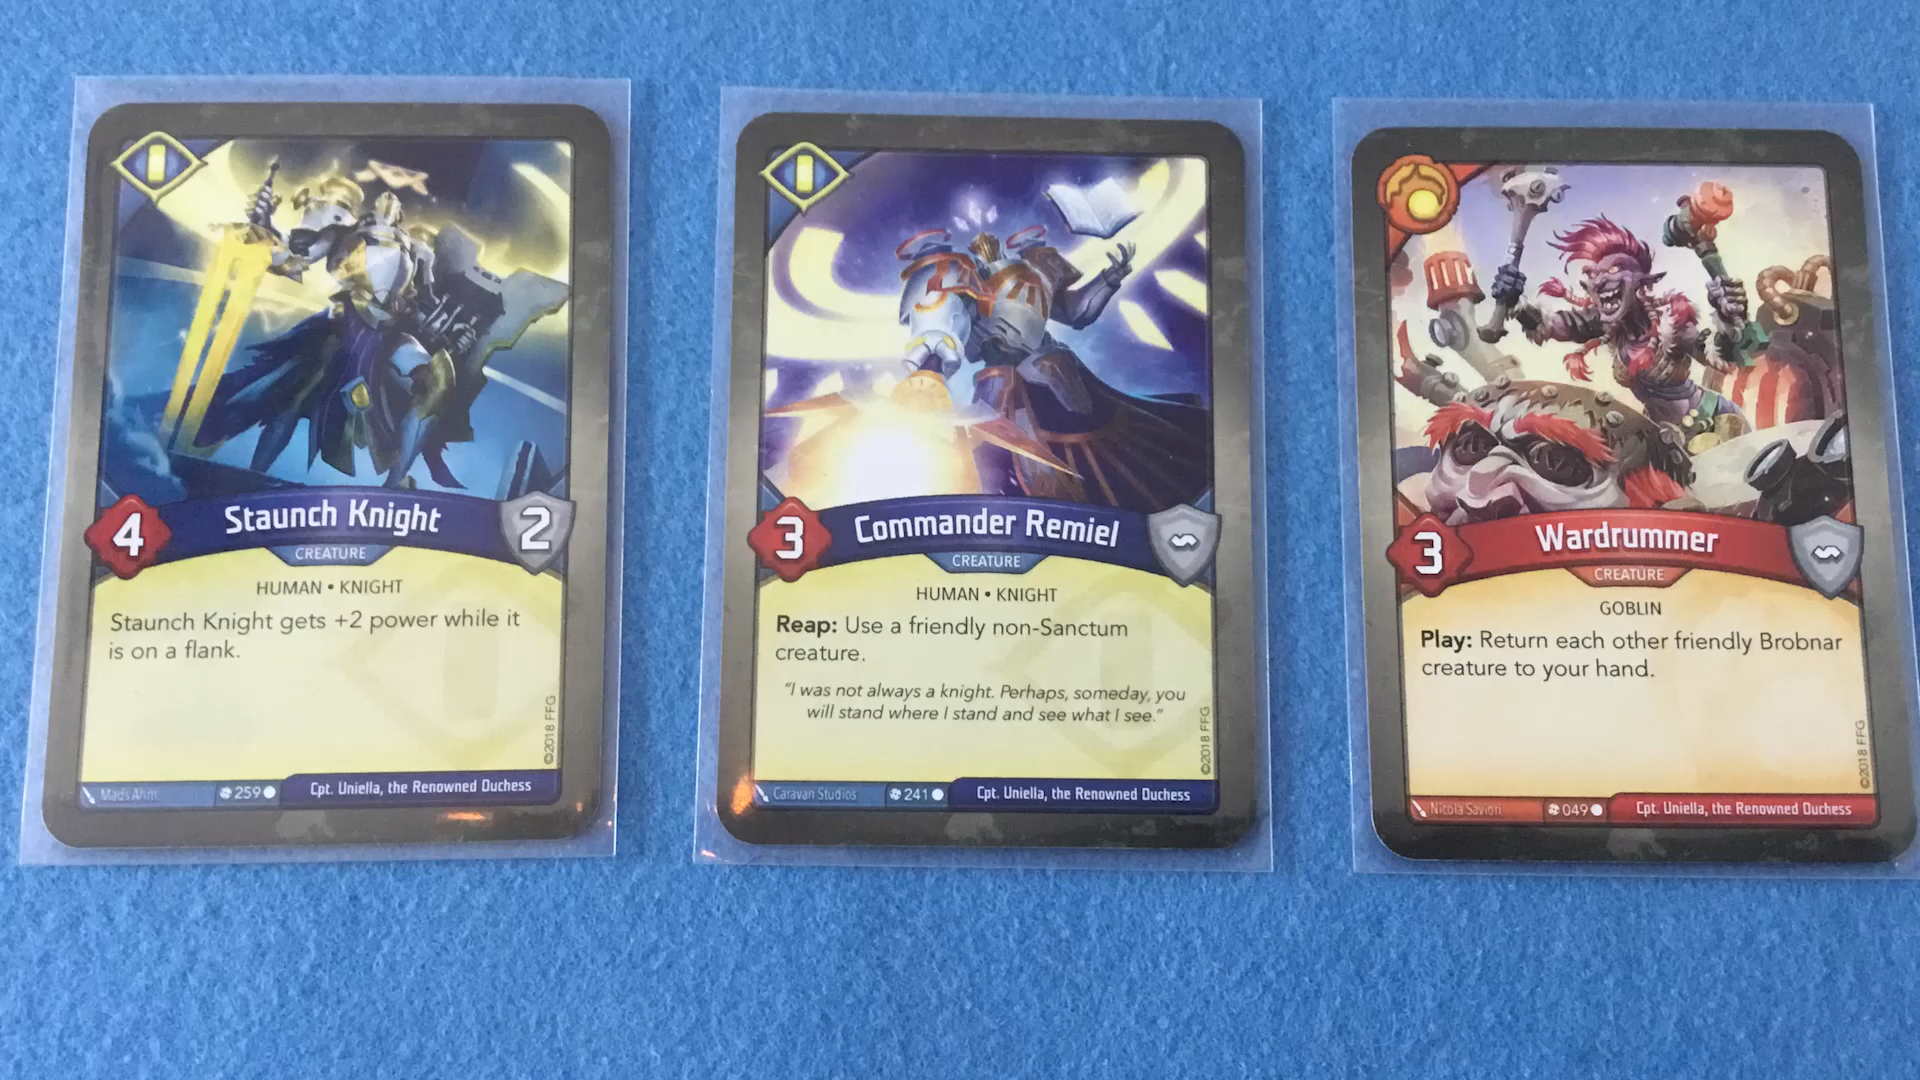 4 Staunch Knight 2
CREATURE
HUMAN • KNIGHT
Staunch Knight gets +2 power while it
is on a flank.
©2018 FFG
Mads Ahm 259 Cpt. Uniella, the Renowned Duchess
3 Commander Remiel ~
CREATURE
HUMAN • KNIGHT
Reap: Use a friendly non-Sanctum
creature.
"I was not always a knight. Perhaps, someday, you
will stand where I stand and see what I see."
©2018 FFG
Caravan Studios 241 Cpt. Uniella, the Renowned Duchess
3 Wardrummer ~
CREATURE
GOBLIN
Play: Return each other friendly Brobnar
creature to your hand.
©2018 FFG
Nicola Saviori 049 Cpt. Uniella, the Renowned Duchess